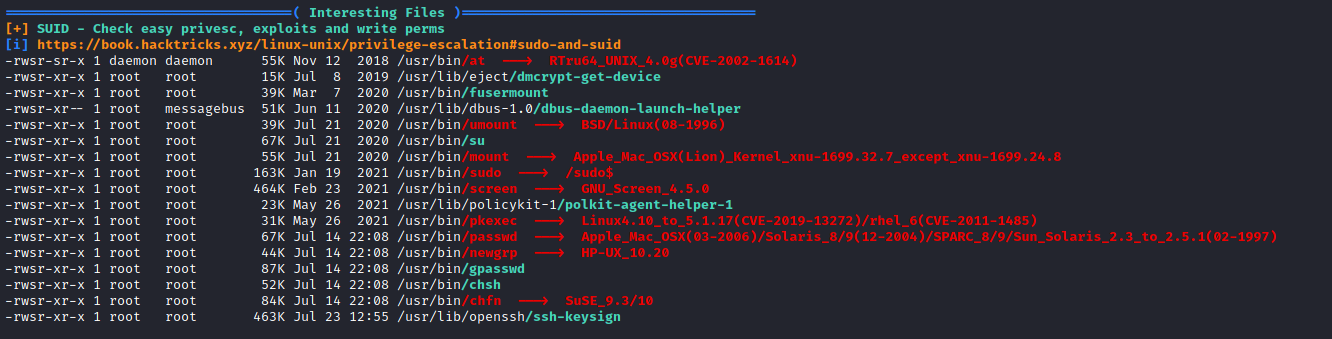 ════════════════════════════════════( Interesting Files )═════════════════════════════════════
[+] SUID - Check easy privesc, exploits and write perms
[i] https://book.hacktricks.xyz/linux-unix/privilege-escalation#sudo-and-suid
-rwsr-sr-x 1 daemon daemon      55K Nov 12  2018 /usr/bin/at  --->  RTru64_UNIX_4.0g(CVE-2002-1614)
-rwsr-xr-x 1 root   root        15K Jul  8  2019 /usr/lib/eject/dmcrypt-get-device
-rwsr-xr-x 1 root   root        39K Mar  7  2020 /usr/bin/fusermount
-rwsr-xr-- 1 root   messagebus  51K Jun 11  2020 /usr/lib/dbus-1.0/dbus-daemon-launch-helper
-rwsr-xr-x 1 root   root        39K Jul 21  2020 /usr/bin/umount  --->  BSD/Linux(08-1996)
-rwsr-xr-x 1 root   root        67K Jul 21  2020 /usr/bin/su
-rwsr-xr-x 1 root   root        55K Jul 21  2020 /usr/bin/mount  --->  Apple_Mac_OSX(Lion)_Kernel_xnu-1699.32.7_except_xnu-1699.24.8
-rwsr-xr-x 1 root   root       163K Jan 19  2021 /usr/bin/sudo  --->  /sudo$
-rwsr-xr-x 1 root   root       464K Feb 23  2021 /usr/bin/screen  --->  GNU_Screen_4.5.0
-rwsr-xr-x 1 root   root        23K May 26  2021 /usr/lib/policykit-1/polkit-agent-helper-1
-rwsr-xr-x 1 root   root        31K May 26  2021 /usr/bin/pkexec  --->  Linux4.10_to_5.1.17(CVE-2019-13272)/rhel_6(CVE-2011-1485)
-rwsr-xr-x 1 root   root        67K Jul 14 22:08 /usr/bin/passwd  --->  Apple_Mac_OSX(03-2006)/Solaris_8/9(12-2004)/SPARC_8/9/Sun_Solaris_2.3_to_2.5.1(02-1997)
-rwsr-xr-x 1 root   root        44K Jul 14 22:08 /usr/bin/newgrp  --->  HP-UX_10.20
-rwsr-xr-x 1 root   root        87K Jul 14 22:08 /usr/bin/gpasswd
-rwsr-xr-x 1 root   root        52K Jul 14 22:08 /usr/bin/chsh
-rwsr-xr-x 1 root   root        84K Jul 14 22:08 /usr/bin/chfn  --->  SuSE_9.3/10
-rwsr-xr-x 1 root   root       463K Jul 23 12:55 /usr/lib/openssh/ssh-keysign